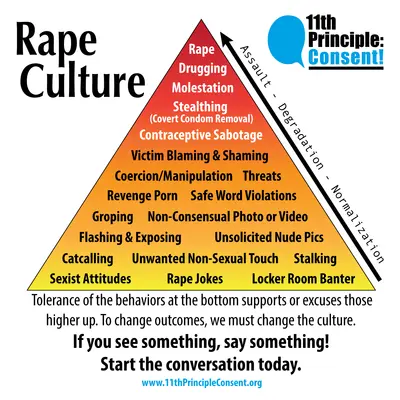 Rape
Culture
11th
Principle:
Consent!
Rape
Drugging
Molestation
Stealthing
(Covert Condom Removal)
Contraceptive Sabotage
Victim Blaming & Shaming
Coercion/Manipulation Threats
Revenge Porn Safe Word Violations
Groping Non-Consensual Photo or Video
Flashing & Exposing Unsolicited Nude Pics
Catcalling Unwanted Non-Sexual Touch Stalking
Sexist Attitudes Rape Jokes Locker Room Banter
Assault - Degradation - Normalization
Tolerance of the behaviors at the bottom supports or excuses those
higher up. To change outcomes, we must change the culture.
If you see something, say something!
Start the conversation today.
www.11thPrincipleConsent.org